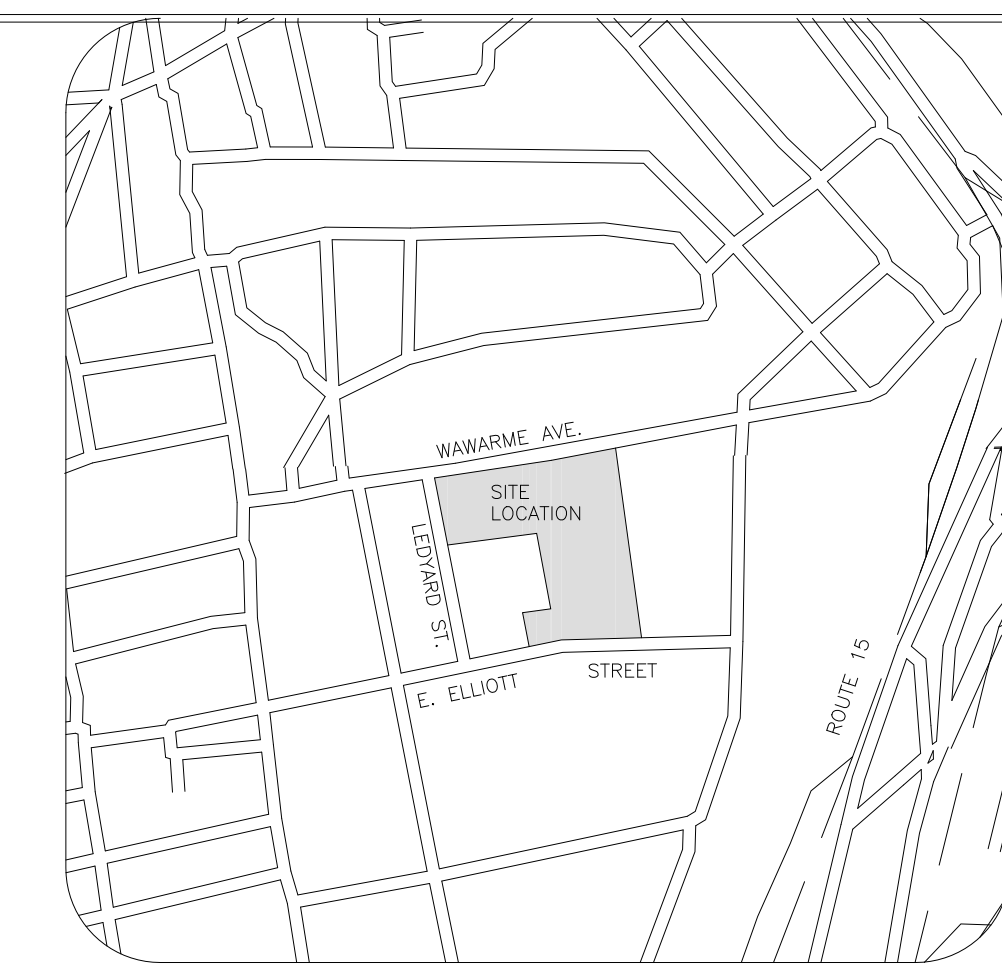 WAWARME AVE.
SITE
LOCATION
LEDYARD ST.
E. ELLIOTT STREET
ROUTE 15